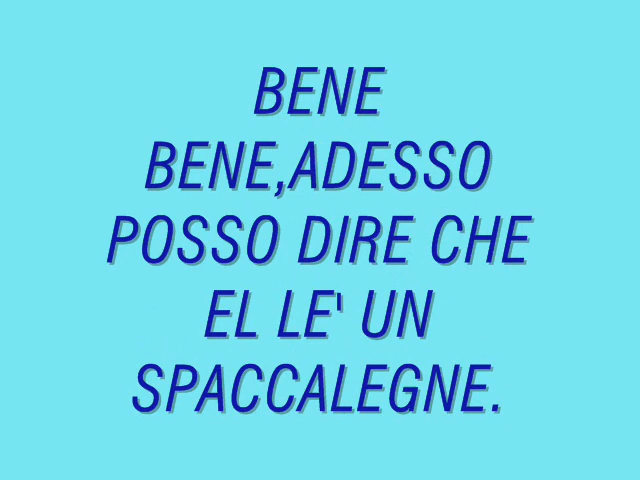 BENE
BENE,ADESSO
POSSO DIRE CHE
EL LE' UN
SPACCALEGNE.